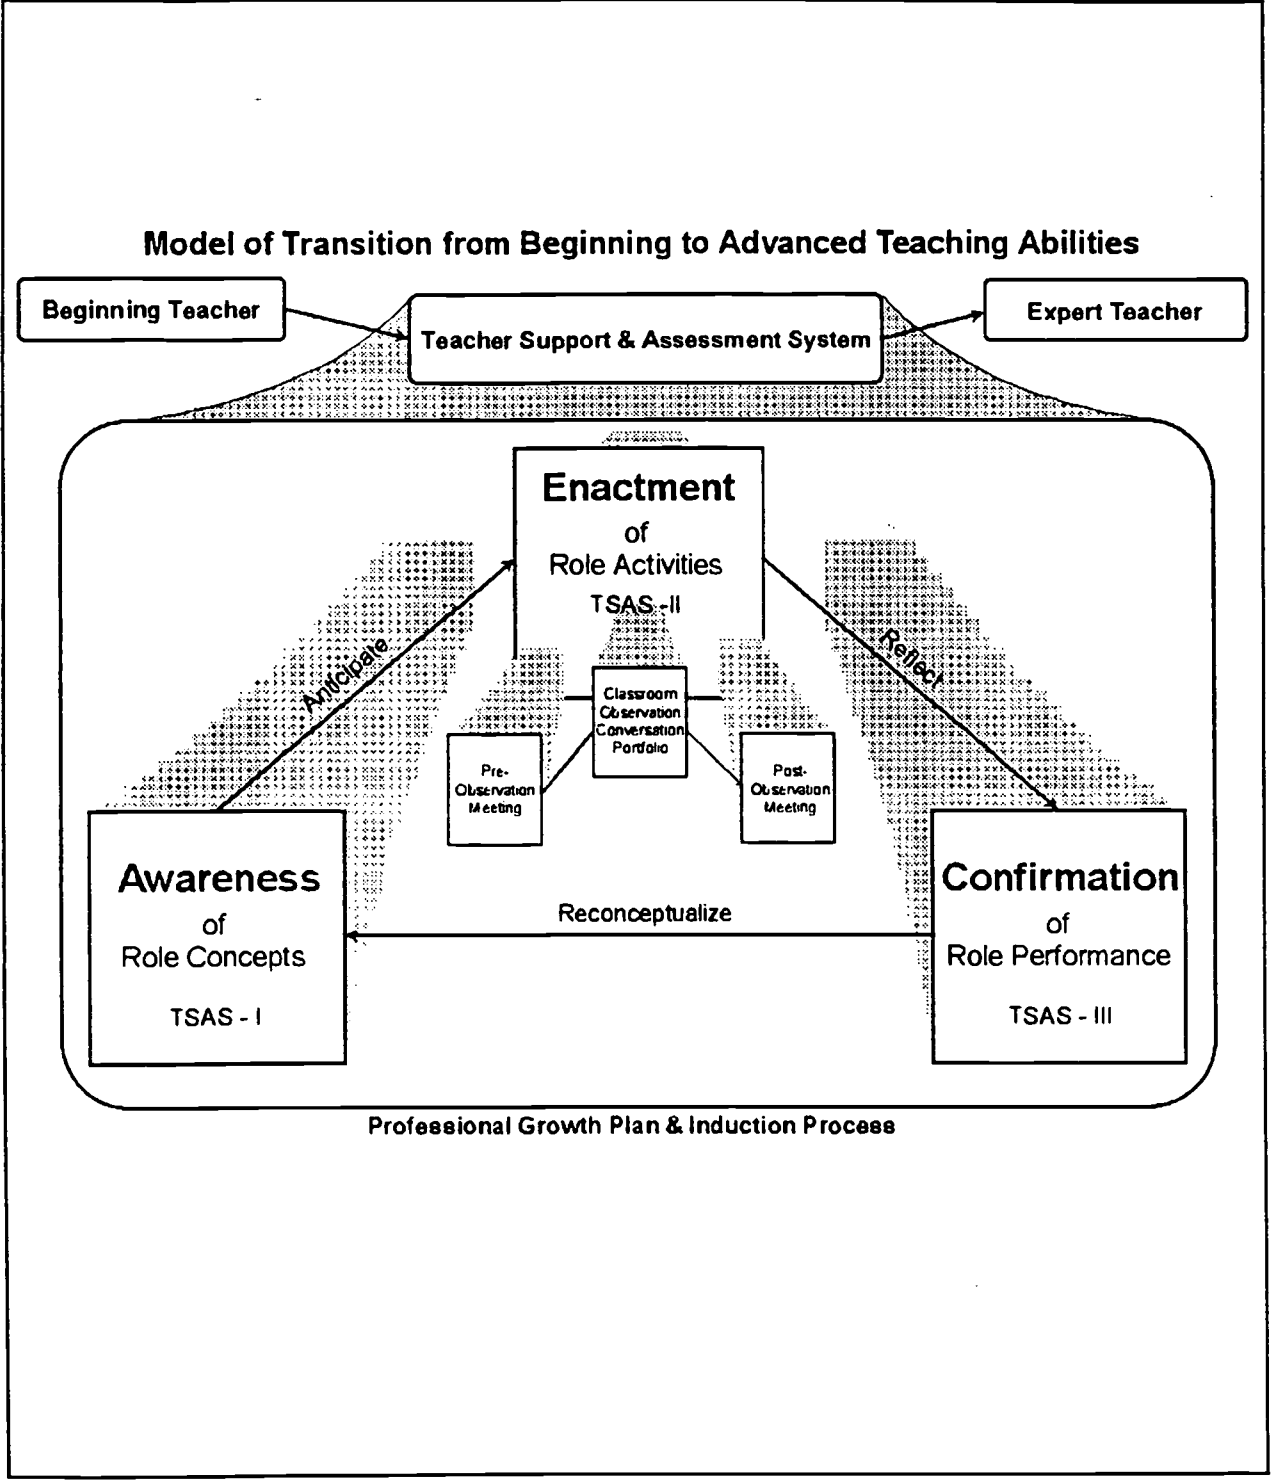 Model of Transition from Beginning to Advanced Teaching Abilities
Beginning Teacher
Teacher Support & Assessment System
Expert Teacher
Enactment
of
Role Activities
TSAS -II
Anticipate
Reflect
Classroom
Observation
Conversation
Portfolio
Pre-
Observation
Meeting
Post-
Observation
Meeting
Awareness
of
Role Concepts
TSAS - I
Reconceptualize
Confirmation
of
Role Performance
TSAS - III
Professional Growth Plan & Induction Process